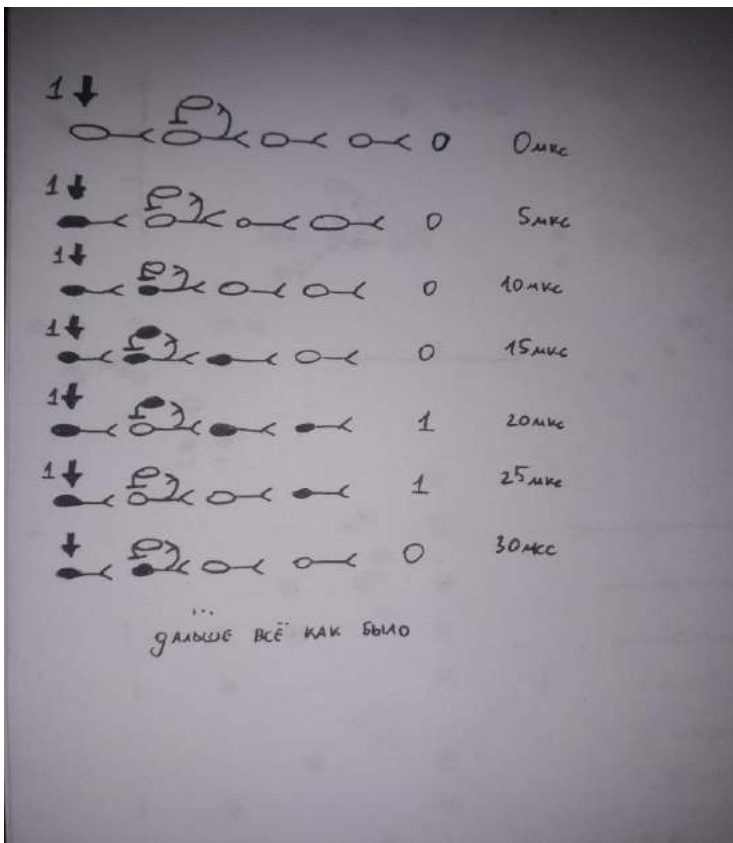 1
0 0мкс
1
0 5мкс
1
0 10мкс
1
0 15мкс
1
1 20мкс
1
1 25мкс
0 30мкс
...
дальше всё как было